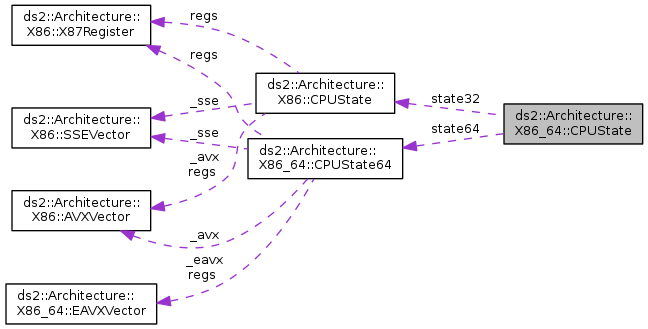 ds2::Architecture::
X86::X87Register
regs
regs
ds2::Architecture::
X86::CPUState
_sse
state32
ds2::Architecture::
X86::SSEVector
ds2::Architecture::
X86_64::CPUState
_sse
state64
ds2::Architecture::
X86_64::CPUState64
_avx
regs
ds2::Architecture::
X86::AVXVector
_avx
_eavx
regs
ds2::Architecture::
X86_64::EAVXVector